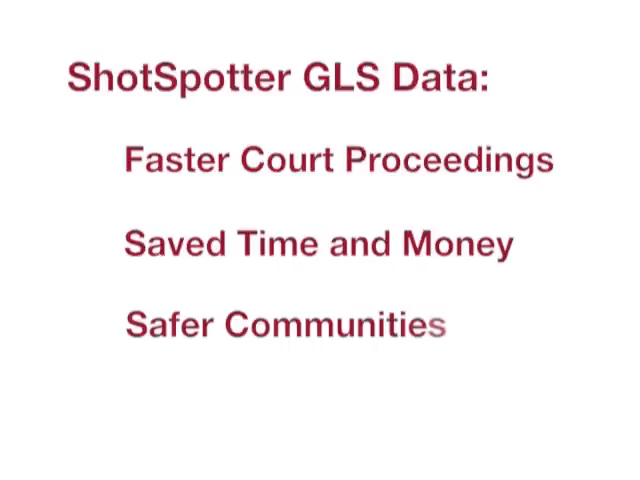 ShotSpotter GLS Data:
Faster Court Proceedings
Saved Time and Money
Safer Communities